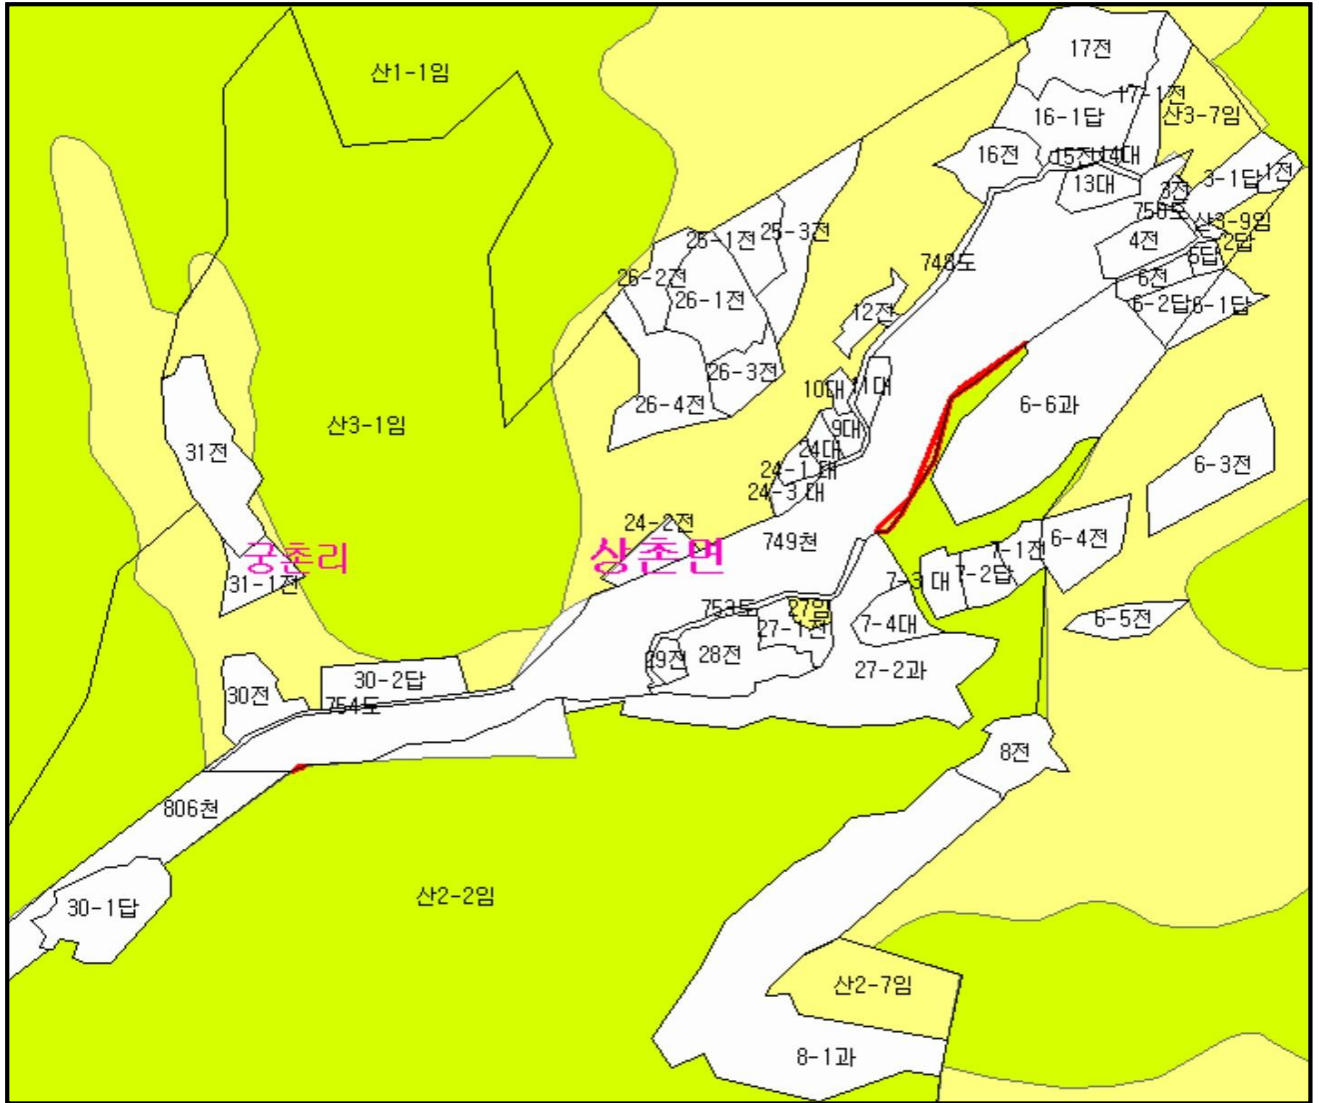 17전
산1-1임
17-1전
16-1답
산3-7임
16전
15전
14대
13대
3전
3-1답
1전
750도
산3-9임
25-1전
25-3전
4전
2답
5답
748도
26-2전
6전
26-1전
6-2답
6-1답
12전
26-3전
10대
11대
26-4전
6-6과
산3-1임
9대
31전
24대
24-1 대
6-3전
24-3 대
24-2전
749천
6-4전
궁촌리
상촌면
7-1전
31-1전
7-3 대
7-2답
753도
27임
6-5전
27-1전
7-4대
29전
28전
27-2과
30-2답
30전
754도
8전
806천
산2-2임
30-1답
산2-7임
8-1과